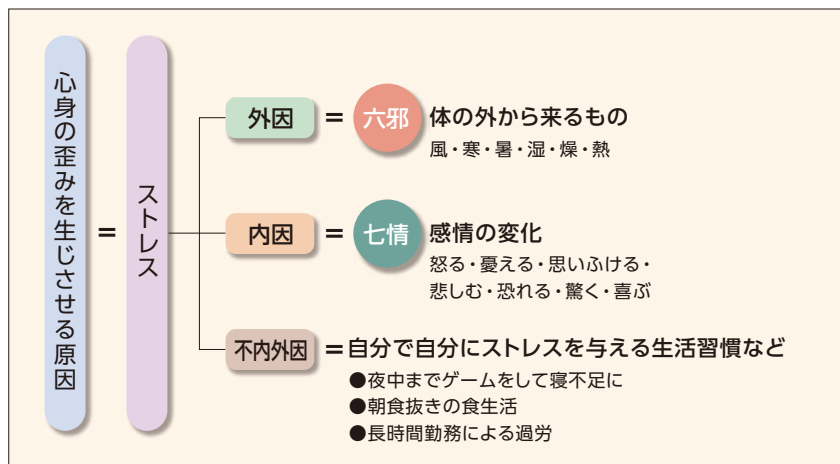 心身の歪みを生じさせる原因
=
ストレス
外因 = 六邪 体の外から来るもの
風・寒・暑・湿・燥・熱
内因 = 七情 感情の変化
怒る・憂える・思いふける・
悲しむ・恐れる・驚く・喜ぶ
不内外因 = 自分で自分にストレスを与える生活習慣など
●夜中までゲームをして寝不足に
●朝食抜きの食生活
●長時間勤務による過労